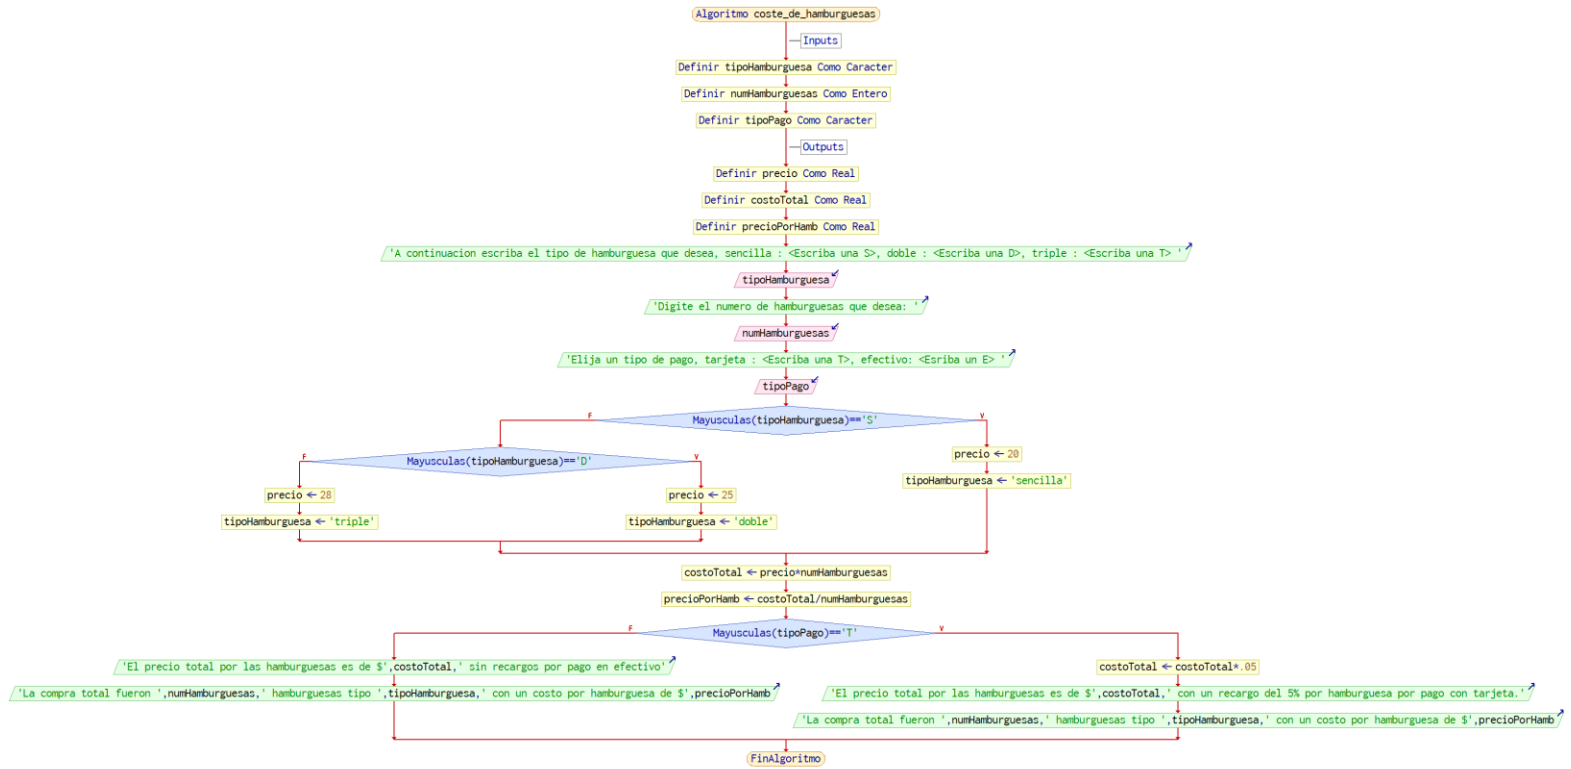 Algoritmo coste_de_hamburguesas
Inputs
Definir tipoHamburguesa Como Caracter
Definir numHamburguesas Como Entero
Definir tipoPago Como Caracter
Outputs
Definir precio Como Real
Definir costoTotal Como Real
Definir precioPorHamb Como Real
'A continuacion escriba el tipo de hamburguesa que desea, sencilla : <Escriba una S>, doble : <Escriba una D>, triple : <Escriba una T> '
tipoHamburguesa
'Digite el numero de hamburguesas que desea: '
numHamburguesas
'Elija un tipo de pago, tarjeta : <Escriba una T>, efectivo: <Esriba un E> '
tipoPago
F Mayusculas(tipoHamburguesa)=='S' V
precio ← 20
F Mayusculas(tipoHamburguesa)=='D' V
tipoHamburguesa ← 'sencilla'
precio ← 28 precio ← 25
tipoHamburguesa ← 'triple' tipoHamburguesa ← 'doble'
costoTotal ← precio*numHamburguesas
precioPorHamb ← costoTotal/numHamburguesas
F Mayusculas(tipoPago)=='T' V
'El precio total por las hamburguesas es de $',costoTotal,' sin recargos por pago en efectivo' costoTotal ← costoTotal*.05
'La compra total fueron ',numHamburguesas,' hamburguesas tipo ',tipoHamburguesa,' con un costo por hamburguesa de $',precioPorHamb 'El precio total por las hamburguesas es de $',costoTotal,' con un recargo del 5% por hamburguesa por pago con tarjeta.'
'La compra total fueron ',numHamburguesas,' hamburguesas tipo ',tipoHamburguesa,' con un costo por hamburguesa de $',precioPorHamb
FinAlgoritmo